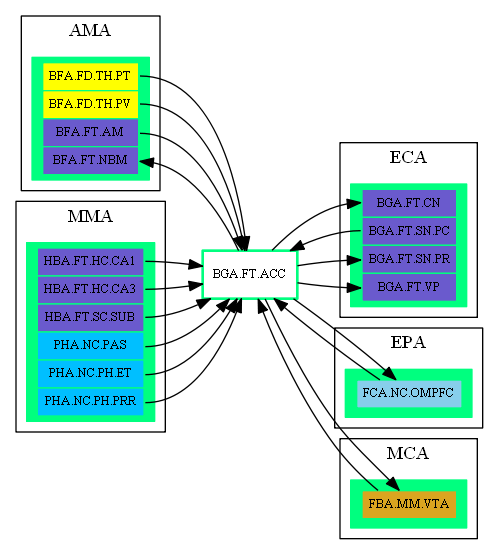 AMA
BFA.FD.TH.PT
BFA.FD.TH.PV
BFA.FT.AM
BFA.FT.NBM
MMA
HBA.FT.HC.CA1
HBA.FT.HC.CA3
HBA.FT.SC.SUB
PHA.NC.PAS
PHA.NC.PH.ET
PHA.NC.PH.PRR
BGA.FT.ACC
ECA
BGA.FT.CN
BGA.FT.SN.PC
BGA.FT.SN.PR
BGA.FT.VP
EPA
FCA.NC.OMPFC
MCA
FBA.MM.VTA